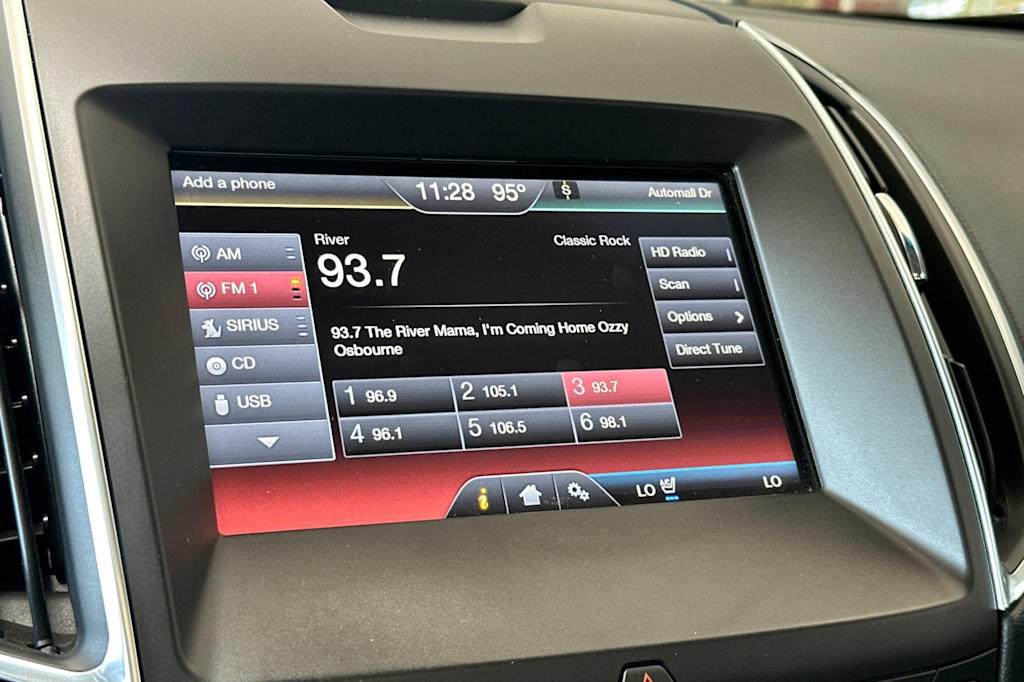 Add a phone
11:28 95°
$
Automall Dr
AM
FM 1
SIRIUS
CD
USB
River
Classic Rock
93.7
93.7 The River Mama, I'm Coming Home Ozzy
Osbourne
1 96.9
2 105.1
3 93.7
4 96.1
5 106.5
6 98.1
HD Radio
Scan
Options
Direct Tune
i
LO
A/C
LO